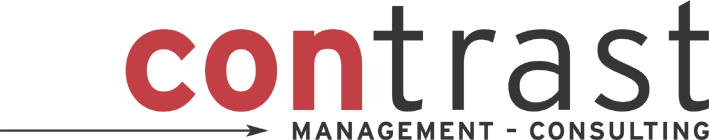 contrast
MANAGEMENT – CONSULTING